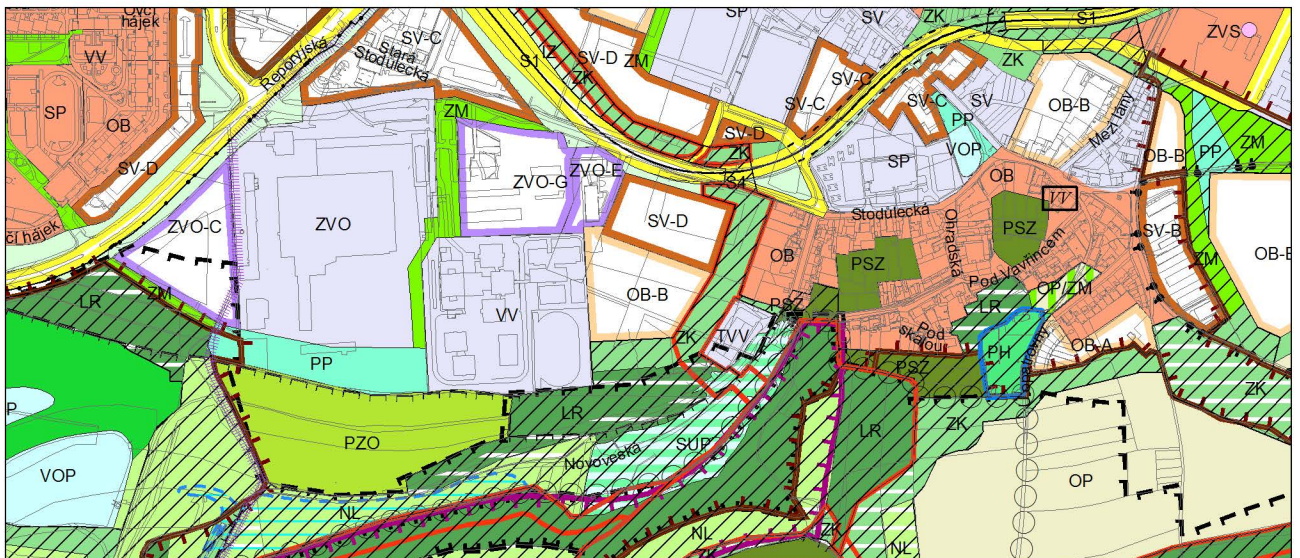 Ovčí
hájek
VV
SP
OB
SV-D
čí hájek
Řeporyjská
SV-C
Stará
Stodůlecká
S1
IZ
ZK
SV-D
ZM
SP
SV
ZK
S1
ZVS
SV-C
SV-C
SV
OB-B
Mezi lány
ZM
ZVO-G
ZVO-E
SV-D
ZK
S1
SP
PP
VOP
OB
OB-B
PP
ZM
ZVO-C
ZVO
SV-D
Stodůlecká
VV
OB
PSZ
Ohradská
PSZ
Pod Vavřincem
SV-B
OB-B
LR
ZM
VV
OB-B
PSZ
LR
OP/ZM
ZM
PP
ZK
TVV
Pod
skalou
PH
OB-A
PSZ
ZK
P
PZO
LR
SUP
LR
ZK
VOP
Novoveská
OP
NL
NL
ZK
ZK
NL